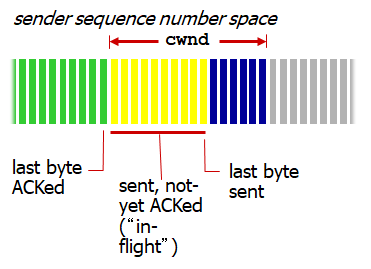 sender sequence number space
cwnd
last byte
ACKed
sent, not-
yet ACKed
(“in-
flight”)
last byte
sent